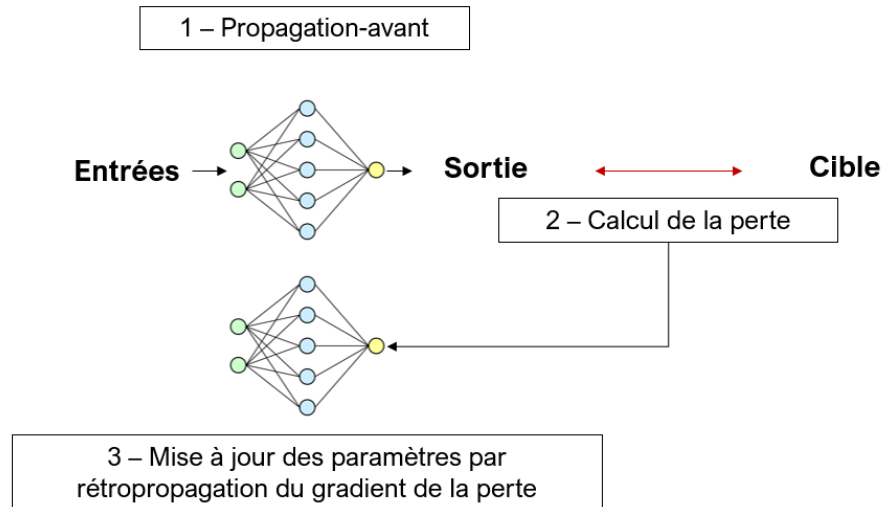 1 – Propagation-avant
Entrées
Sortie
Cible
2 – Calcul de la perte
3 – Mise à jour des paramètres par
rétropropagation du gradient de la perte